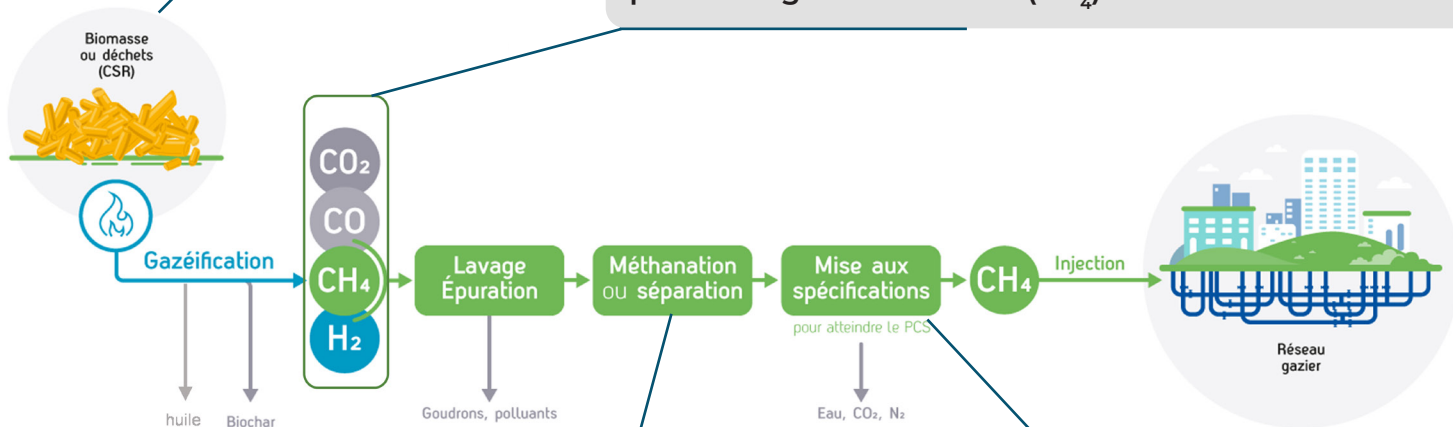 Biomasse
ou déchets
(CSR)
CO₂
CO
CH₄
H₂
Gazéification
huile
Biochar
Lavage
Épuration
Goudrons, polluants
Méthanation
ou séparation
Mise aux
spécifications
pour atteindre le PCS
Eau, CO₂, N₂
CH₄
Injection
Réseau
gazier